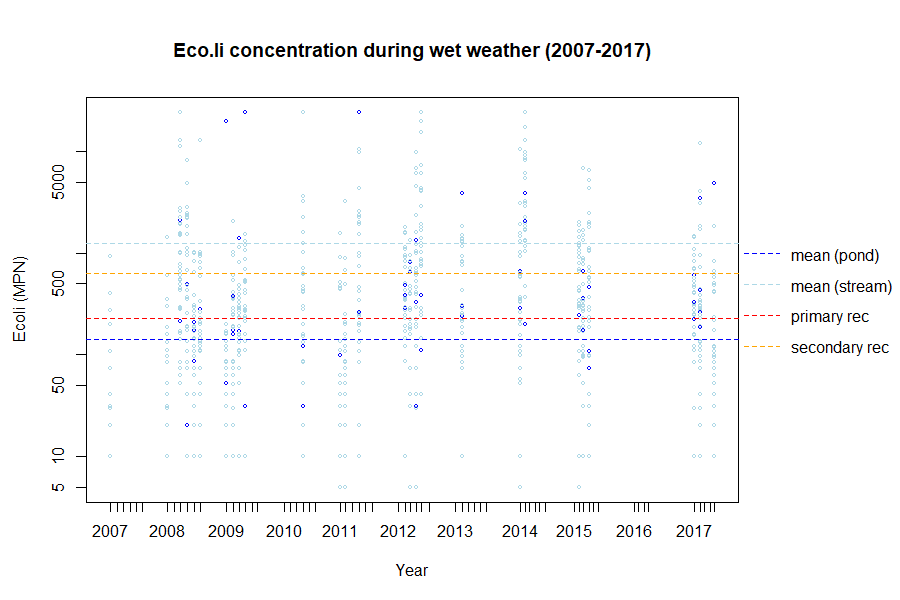 Eco.li concentration during wet weather (2007-2017)
Ecoli (MPN)
5000
500
50
10
5
2007 2008 2009 2010 2011 2012 2013 2014 2015 2016 2017
Year
mean (pond)
mean (stream)
primary rec
secondary rec